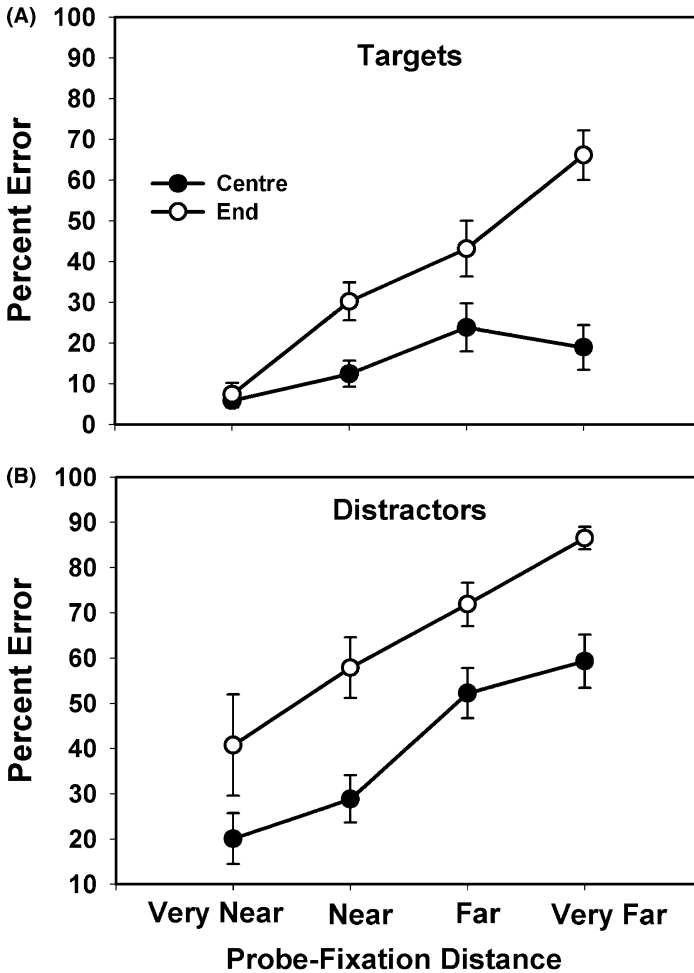 (A)
100
90
80
70
60
50
40
30
20
10
0
Percent Error
Targets
Centre
End
(B)
100
90
80
70
60
50
40
30
20
10
Percent Error
Distractors
Very Near Near Far Very Far
Probe-Fixation Distance